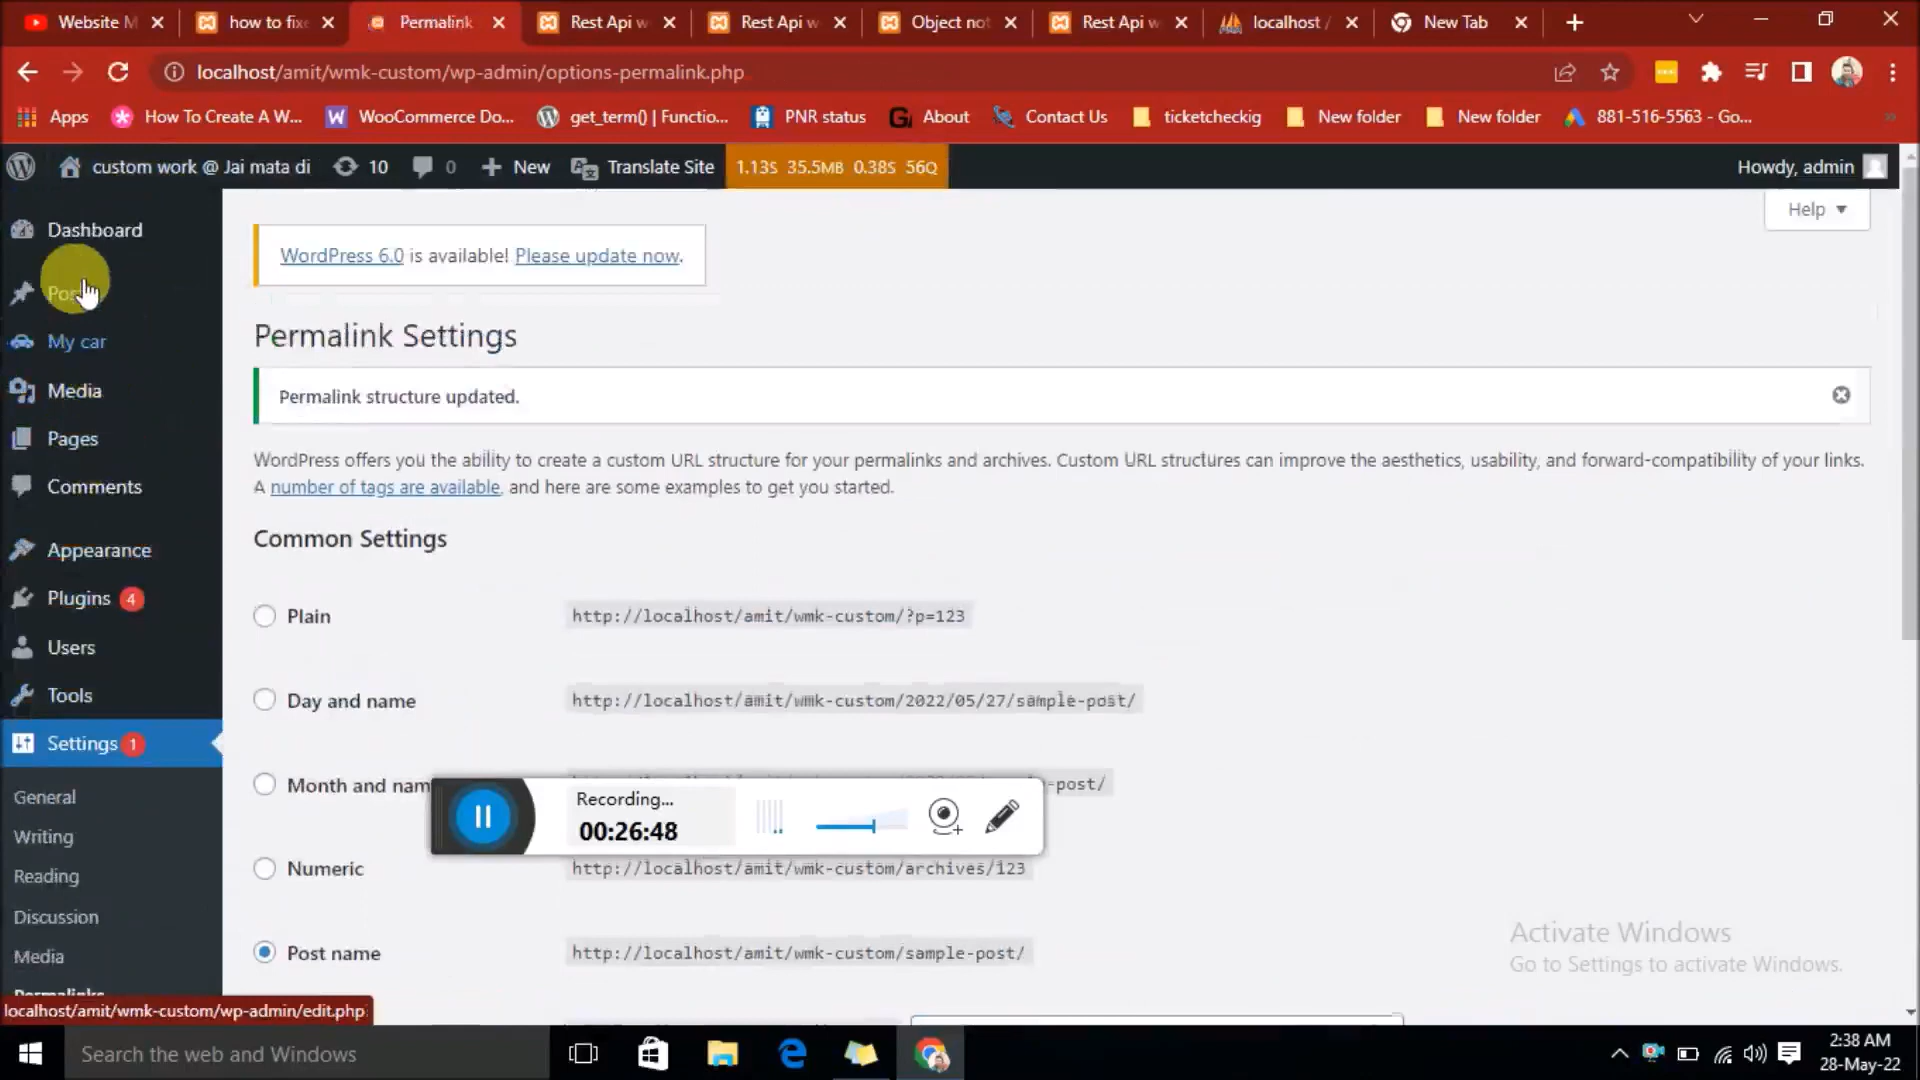 Website M
how to fix
Permalink
Rest Api w
Rest Api w
Object not
Rest Api w
localhost /
New Tab
localhost/amit/wmk-custom/wp-admin/options-permalink.php
Apps
How To Create A W...
WooCommerce Do...
get_term() | Functio...
PNR status
About
Contact Us
ticketcheckig
New folder
New folder
881-516-5563 - Go...
custom work @ Jai mata di
10
0
New
Translate Site
1.13S 35.5MB 0.38S 56Q
Howdy, admin
Help
Dashboard
My car
Media
Pages
Comments
Appearance
Plugins 4
Users
Tools
Settings 1
General
Writing
Reading
Discussion
Media
WordPress 6.0 is available! Please update now.
Permalink Settings
Permalink structure updated.
WordPress offers you the ability to create a custom URL structure for your permalinks and archives. Custom URL structures can improve the aesthetics, usability, and forward-compatibility of your links.
A number of tags are available, and here are some examples to get you started.
Common Settings
Plain http://localhost/amit/wmk-custom/?p=123
Day and name http://localhost/amit/wmk-custom/2022/05/27/sample-post/
Month and nam -post/
Recording...
00:26:48
Numeric http://localhost/amit/wmk-custom/archives/123
Post name http://localhost/amit/wmk-custom/sample-post/
Activate Windows
Go to Settings to activate Windows.
localhost/amit/wmk-custom/wp-admin/edit.php
Search the web and Windows
2:38 AM
28-May-22